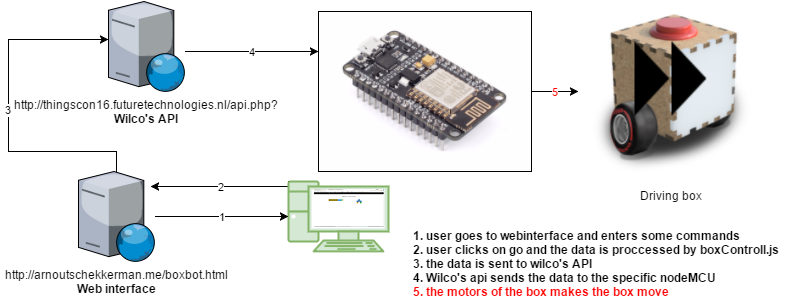 4
5
3
http://thingscon16.futuretechnologies.nl/api.php?
Wilco's API
2
1
Driving box
http://arnoutschekkerman.me/boxbot.html
Web interface
1. user goes to webinterface and enters some commands
2. user clicks on go and the data is proccessed by boxControll.js
3. the data is sent to wilco's API
4. Wilco's api sends the data to the specific nodeMCU
5. the motors of the box makes the box move